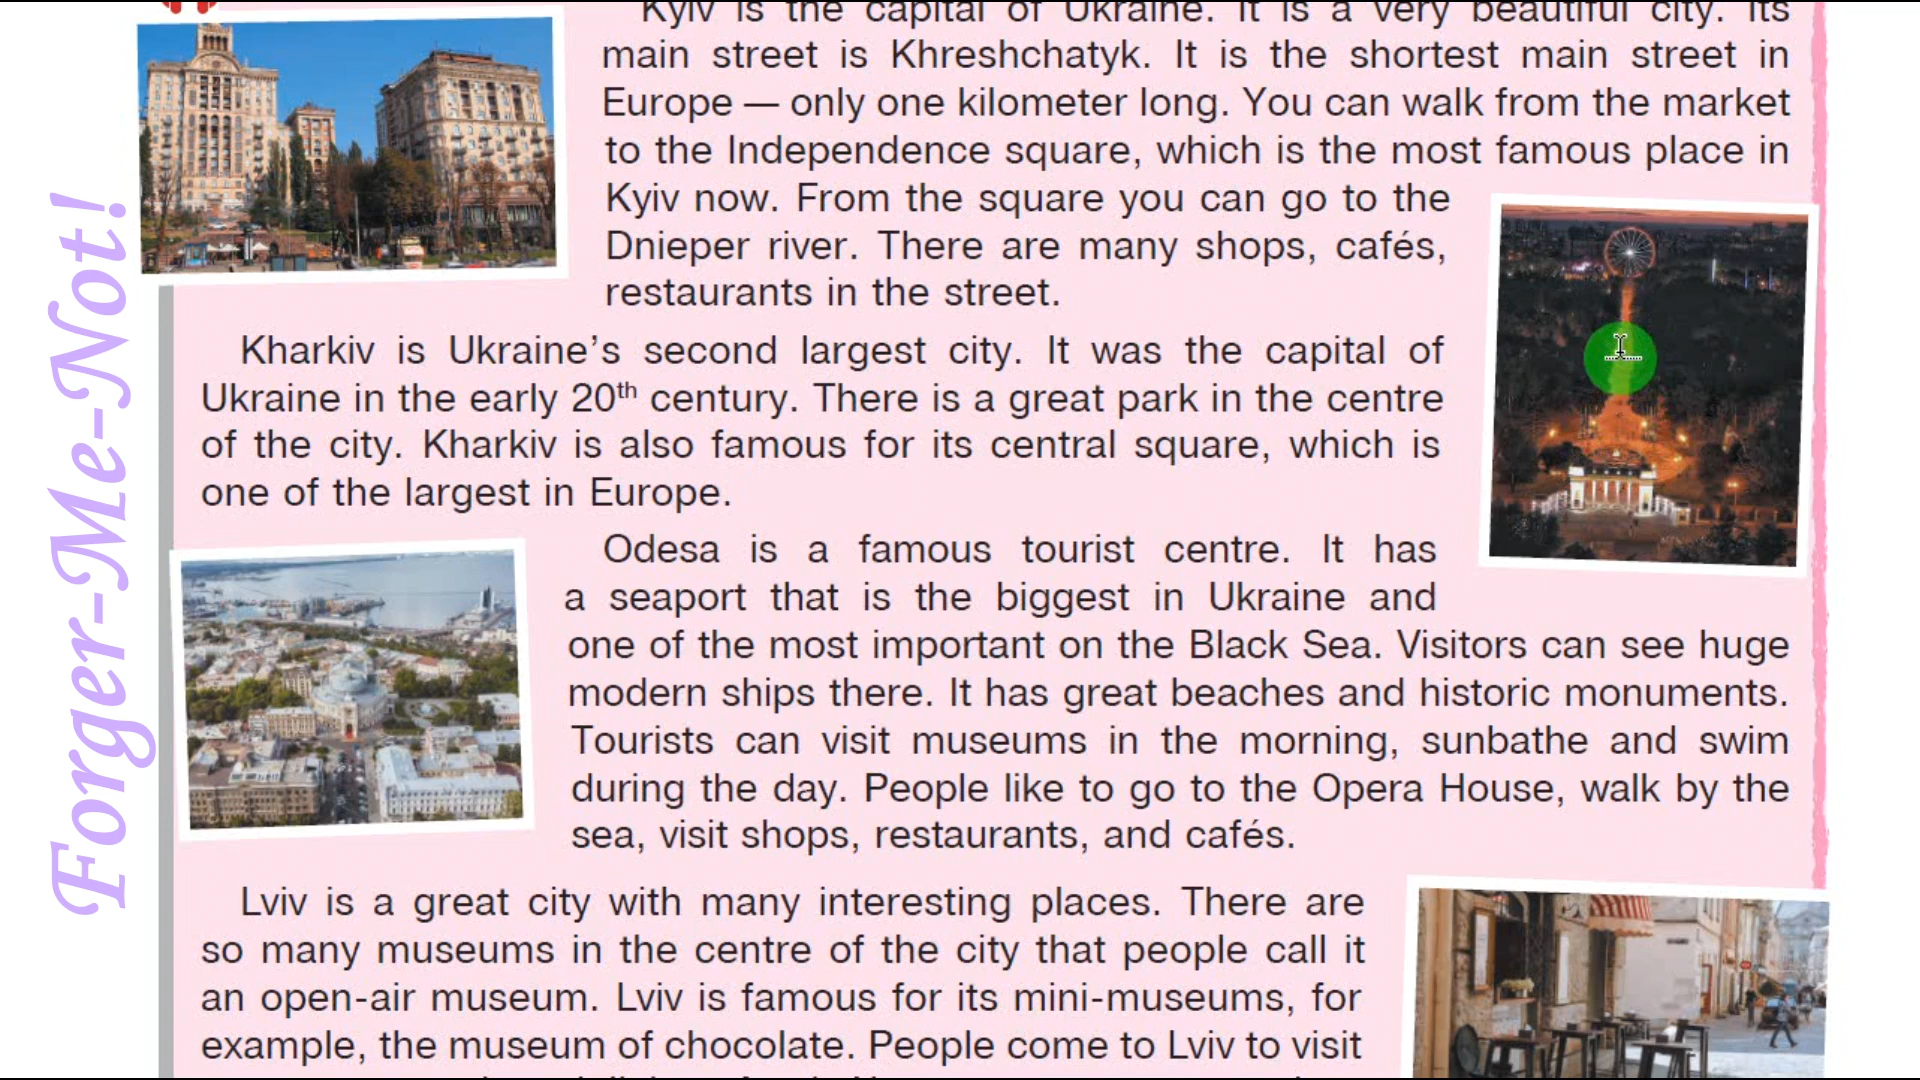 Kyiv is the capital of Ukraine. It is a very beautiful city. Its
main street is Khreshchatyk. It is the shortest main street in
Europe — only one kilometer long. You can walk from the market
to the Independence square, which is the most famous place in
Kyiv now. From the square you can go to the
Dnieper river. There are many shops, cafés,
restaurants in the street.
Kharkiv is Ukraine's second largest city. It was the capital of
Ukraine in the early 20th century. There is a great park in the centre
of the city. Kharkiv is also famous for its central square, which is
one of the largest in Europe.
Odesa is a famous tourist centre. It has
a seaport that is the biggest in Ukraine and
one of the most important on the Black Sea. Visitors can see huge
modern ships there. It has great beaches and historic monuments.
Tourists can visit museums in the morning, sunbathe and swim
during the day. People like to go to the Opera House, walk by the
sea, visit shops, restaurants, and cafés.
Lviv is a great city with many interesting places. There are
so many museums in the centre of the city that people call it
an open-air museum. Lviv is famous for its mini-museums, for
example, the museum of chocolate. People come to Lviv to visit
Forger-Me-Not!